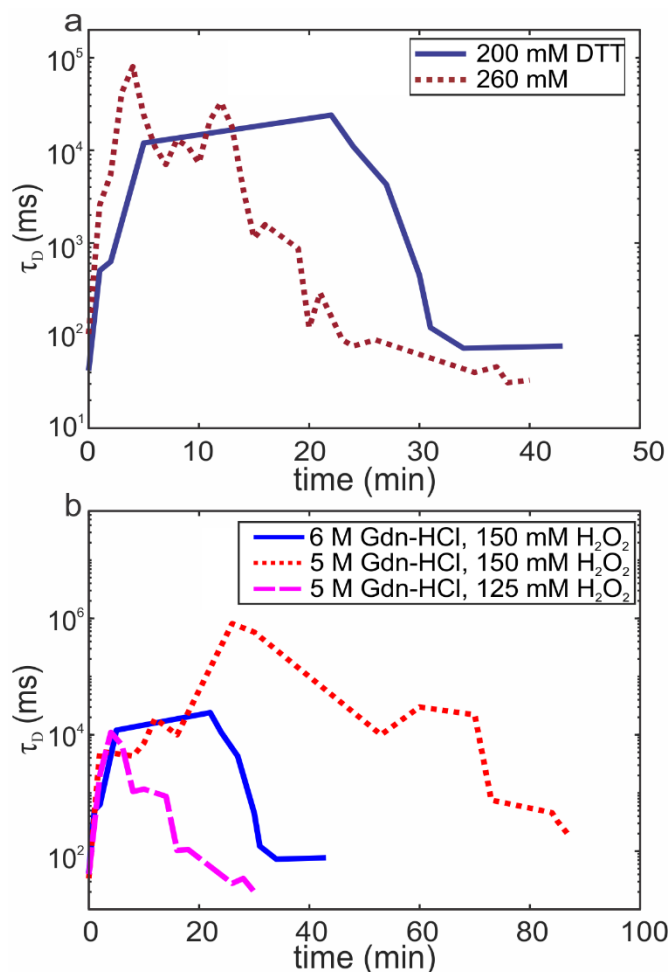 a
10^5
10^4
10^3
10^2
10^1
τ_D (ms)
200 mM DTT
260 mM
0 10 20 30 40 50
time (min)
b
10^6
10^4
10^2
τ_D (ms)
6 M Gdn-HCl, 150 mM H₂O₂
5 M Gdn-HCl, 150 mM H₂O₂
5 M Gdn-HCl, 125 mM H₂O₂
0 20 40 60 80 100
time (min)